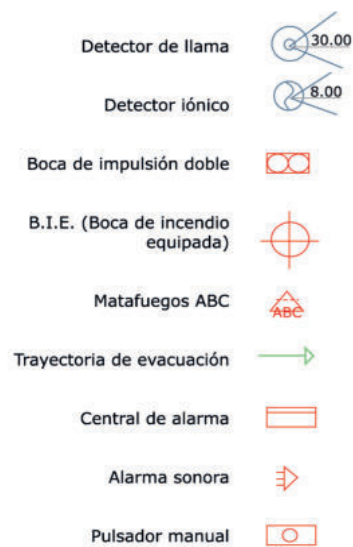 Detector de llama
30.00
Detector iónico
8.00
Boca de impulsión doble
B.I.E. (Boca de incendio
equipada)
Matafuegos ABC
ABC
Trayectoria de evacuación
Central de alarma
Alarma sonora
Pulsador manual